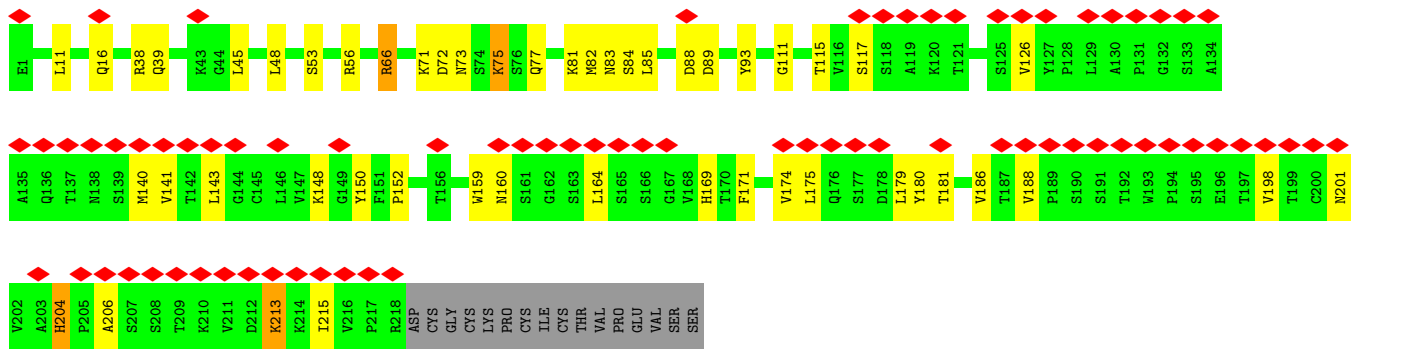 E1 L11 Q16 R38 Q39 K43 G44 L45 L48 S53 R56 R66 K71 D72 N73 S74 K75 S76 Q77 K81 M82 N83 S84 L85 D88 D89 Y93 G111 T115 V116 S117 S118 A119 K120 T121 S125 V126 Y127 P128 L129 A130 P131 G132 S133 A134
A135 Q136 T137 N138 S139 M140 V141 T142 L143 G144 C145 L146 V147 K148 G149 Y150 F151 P152 T156 W159 N160 S161 G162 S163 L164 S165 S166 G167 V168 H169 T170 F171 V174 L175 Q176 S177 D178 L179 Y180 T181 V186 T187 V188 P189 S190 S191 T192 W193 P194 S195 E196 T197 V198 T199 C200 N201
V202 A203 H204 P205 A206 S207 S208 T209 K210 V211 D212 K213 K214 I215 V216 P217 R218 ASP CYS GLY CYS LYS PRO CYS ILE CYS THR VAL PRO GLU VAL SER SER